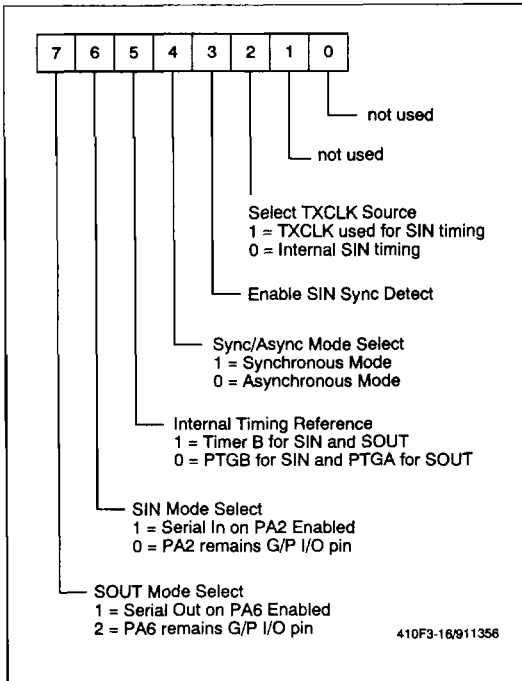 7 6 5 4 3 2 1 0
not used
not used
Select TXCLK Source
1 = TXCLK used for SIN timing
0 = Internal SIN timing
Enable SIN Sync Detect
Sync/Async Mode Select
1 = Synchronous Mode
0 = Asynchronous Mode
Internal Timing Reference
1 = Timer B for SIN and SOUT
0 = PTGB for SIN and PTGA for SOUT
SIN Mode Select
1 = Serial In on PA2 Enabled
0 = PA2 remains G/P I/O pin
SOUT Mode Select
1 = Serial Out on PA6 Enabled
2 = PA6 remains G/P I/O pin
410F3-16/911356